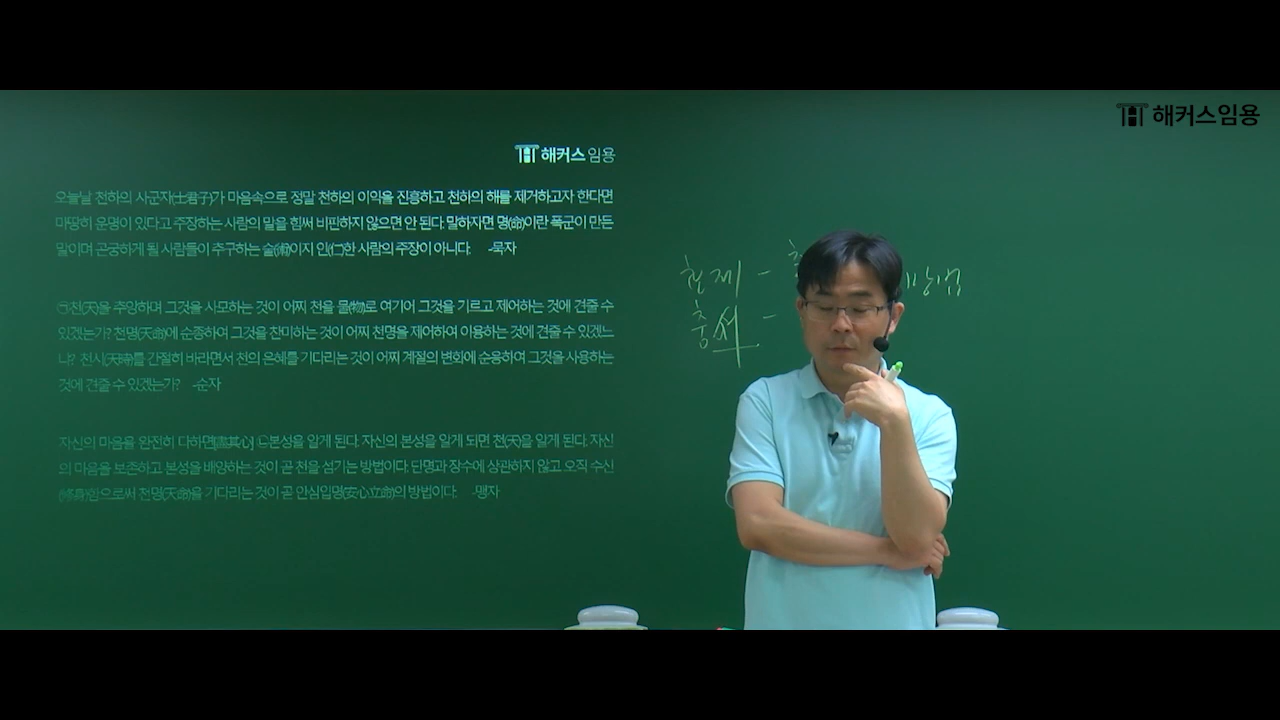 해커스임용
해커스 임용
오늘날 천하의 사군자(士君子)가 마음속으로 정말 천하의 이익을 진흥하고 천하의 해를 제거하고자 한다면
마땅히 운명이 있다고 주장하는 사람의 말을 힘써 비판하지 않으면 안 된다. 말하자면 명(命)이란 폭군이 만든
말이며 곤궁하게 될 사람들이 추구하는 술(術)이지 인(仁)한 사람의 주장이 아니다. -묵자
㉠천(天)을 추앙하며 그것을 사모하는 것이 어찌 천을 물(物)로 여기어 그것을 기르고 제어하는 것에 견줄 수
있겠는가? 천명(天命)에 순종하여 그것을 찬미하는 것이 어찌 천명을 제어하여 이용하는 것에 견줄 수 있겠느
냐? 천시(天時)를 간절히 바라면서 천의 은혜를 기다리는 것이 어찌 계절의 변화에 순응하여 그것을 사용하는
것에 견줄 수 있겠는가? -순자
자신의 마음을 완전히 다하면[盡其心] ㉡본성을 알게 된다. 자신의 본성을 알게 되면 천(天)을 알게 된다. 자신
의 마음을 보존하고 본성을 배양하는 것이 곧 천을 섬기는 방법이다. 단명과 장수에 상관하지 않고 오직 수신
(修身)함으로써 천명(天命)을 기다리는 것이 곧 안심입명(安心立命)의 방법이다. -맹자
- 방법
충서 -